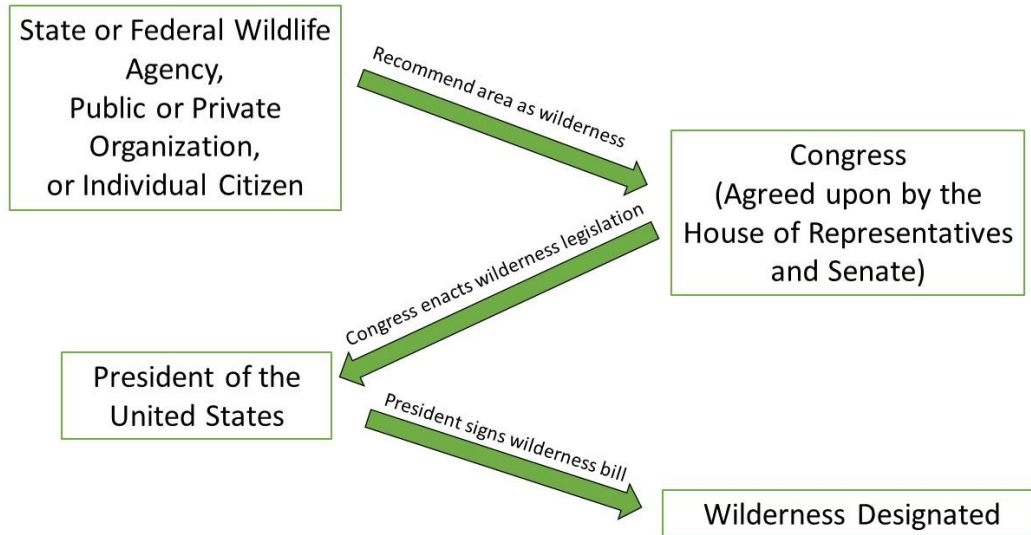 State or Federal Wildlife
Agency,
Public or Private
Organization,
or Individual Citizen
Recommend area as wilderness
Congress
(Agreed upon by the
House of Representatives
and Senate)
Congress enacts wilderness legislation
President of the
United States
President signs wilderness bill
Wilderness Designated